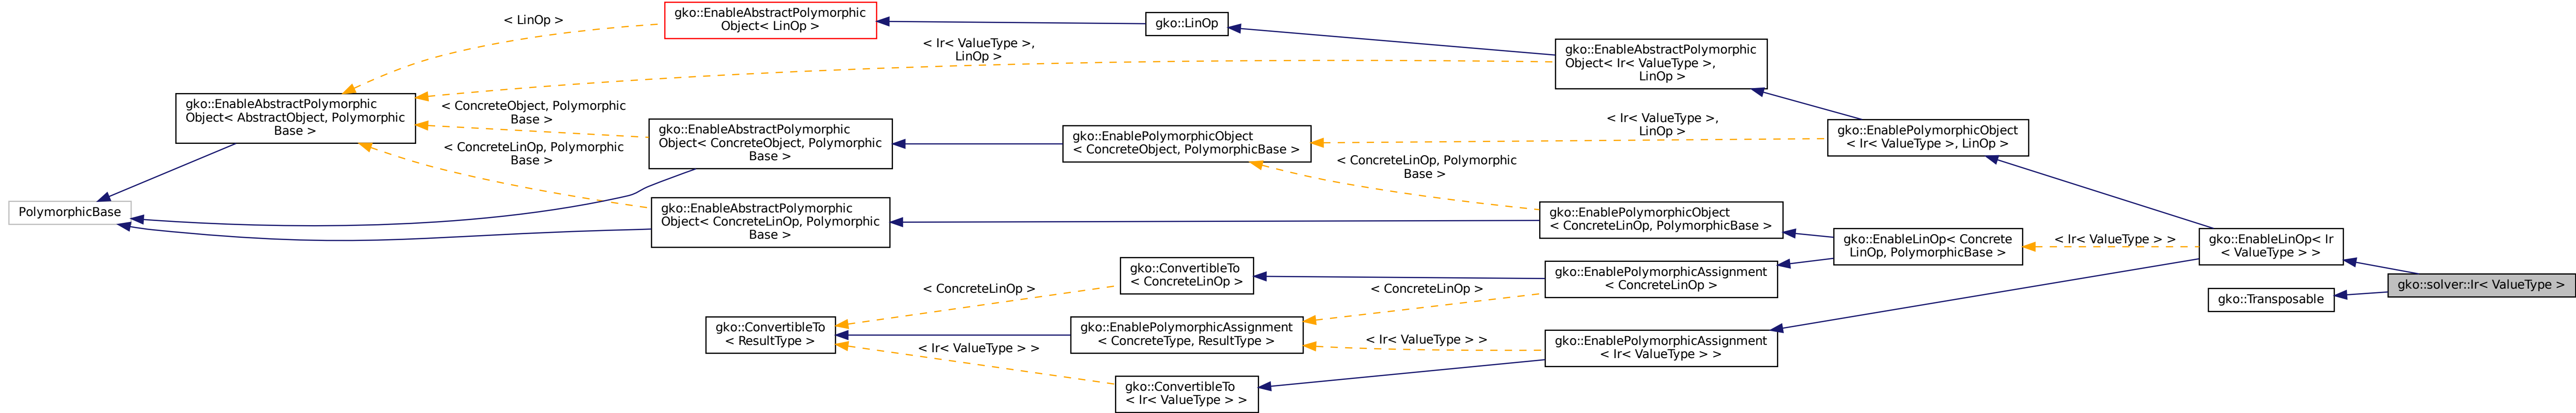 gko::EnableAbstractPolymorphic
Object< LinOp >
< LinOp >
gko::LinOp
< Ir< ValueType >,
LinOp >
gko::EnableAbstractPolymorphic
Object< Ir< ValueType >,
LinOp >
gko::EnableAbstractPolymorphic
Object< AbstractObject, Polymorphic
Base >
< ConcreteObject, Polymorphic
Base >
< ConcreteLinOp, Polymorphic
Base >
gko::EnableAbstractPolymorphic
Object< ConcreteObject, Polymorphic
Base >
gko::EnablePolymorphicObject
< ConcreteObject, PolymorphicBase >
< Ir< ValueType >,
LinOp >
gko::EnablePolymorphicObject
< Ir< ValueType >, LinOp >
< ConcreteLinOp, Polymorphic
Base >
PolymorphicBase
gko::EnableAbstractPolymorphic
Object< ConcreteLinOp, Polymorphic
Base >
gko::EnablePolymorphicObject
< ConcreteLinOp, PolymorphicBase >
gko::EnableLinOp< Concrete
LinOp, PolymorphicBase >
< Ir< ValueType > >
gko::EnableLinOp< Ir
< ValueType > >
gko::ConvertibleTo
< ConcreteLinOp >
gko::EnablePolymorphicAssignment
< ConcreteLinOp >
< ConcreteLinOp >
< ConcreteLinOp >
gko::solver::Ir< ValueType >
gko::Transposable
gko::ConvertibleTo
< ResultType >
gko::EnablePolymorphicAssignment
< ConcreteType, ResultType >
< Ir< ValueType > >
< Ir< ValueType > >
gko::EnablePolymorphicAssignment
< Ir< ValueType > >
gko::ConvertibleTo
< Ir< ValueType > >